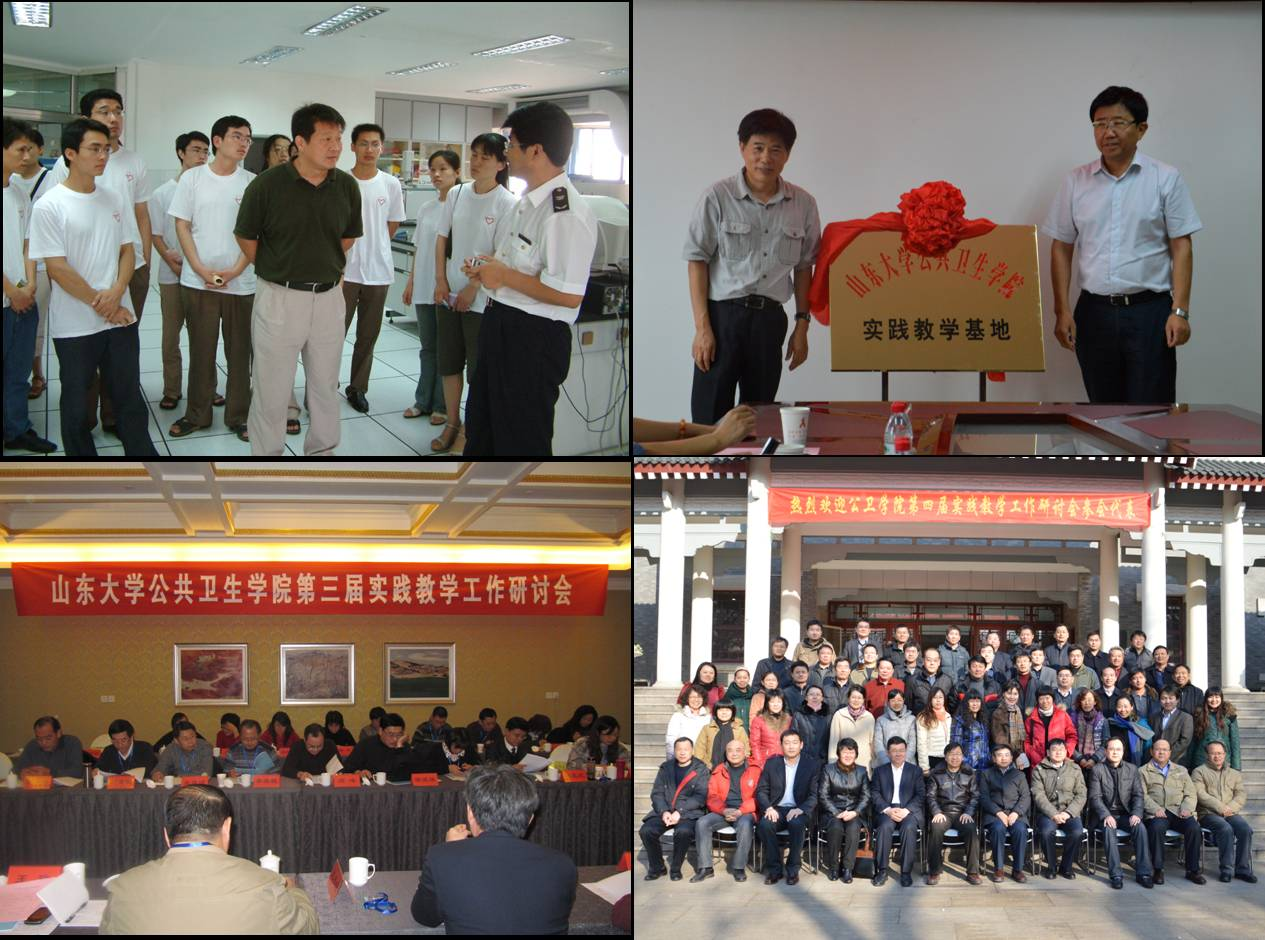 山东大学公共卫生学院
实践教学基地
山东大学公共卫生学院第三届实践教学工作研讨会
热烈欢迎公卫学院第四届实践教学工作研讨会参会代表